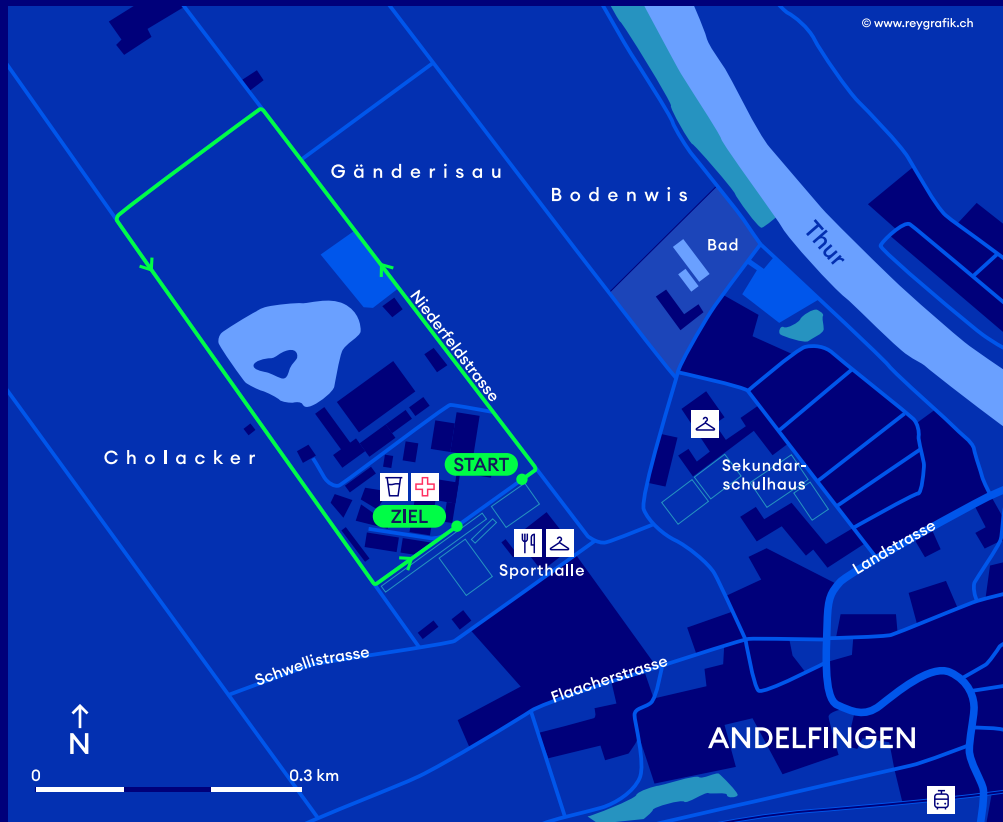 © www.reygrafik.ch
Gänderisau
Bodenwis
Bad
Thur
Niederfeldstrasse
Cholacker
START
ZIEL
Sekundar-
schulhaus
Sporthalle
Landstrasse
Schwellistrasse
Flaacherstrasse
ANDELFINGEN
N
0
0.3 km